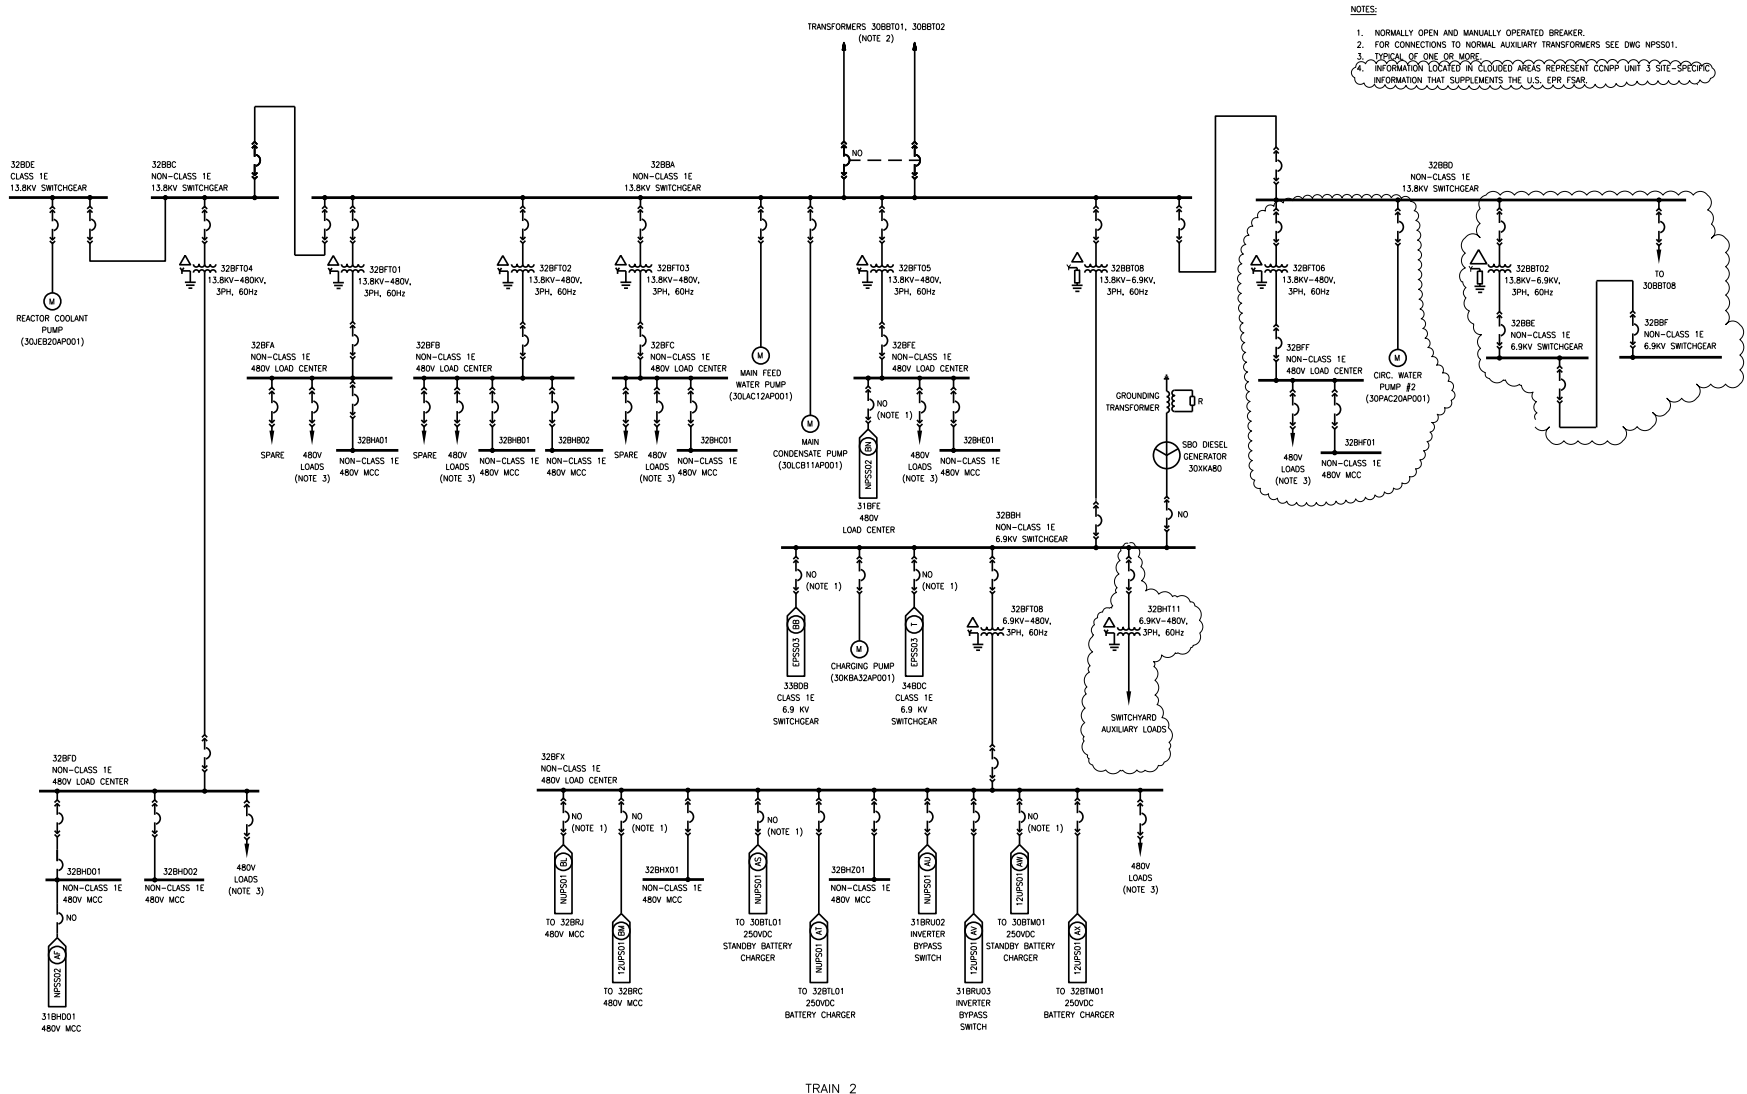 NOTES:
1. NORMALLY OPEN AND MANUALLY OPERATED BREAKER.
2. FOR CONNECTIONS TO NORMAL AUXILIARY TRANSFORMERS SEE DWG NPSS01.
3. TYPICAL OF ONE OR MORE.
4. INFORMATION LOCATED IN CLOUDED AREAS REPRESENT CCNPP UNIT 3 SITE-SPECIFIC
INFORMATION THAT SUPPLEMENTS THE U.S. EPR FSAR.
TRANSFORMERS 30BBT01, 30BBT02
(NOTE 2)
NO
32BDE
CLASS 1E
13.8KV SWITCHGEAR
32BBC
NON-CLASS 1E
13.8KV SWITCHGEAR
32BBA
NON-CLASS 1E
13.8KV SWITCHGEAR
32BBD
NON-CLASS 1E
13.8KV SWITCHGEAR
M
REACTOR COOLANT
PUMP
(30JEB20AP001)
Y
32BFT04
13.8KV-480KV,
3PH, 60Hz
Y
32BFT01
13.8KV-480V,
3PH, 60Hz
Y
32BFT02
13.8KV-480V,
3PH, 60Hz
Y
32BFT03
13.8KV-480V,
3PH, 60Hz
Y
32BFT05
13.8KV-480V,
3PH, 60Hz
Y
32BBT08
13.8KV-6.9KV,
3PH, 60Hz
Y
32BFT06
13.8KV-480V,
3PH, 60Hz
Y
32BBT02
13.8KV-6.9KV,
3PH, 60Hz
TO
30BBT08
32BBE
NON-CLASS 1E
6.9KV SWITCHGEAR
32BBF
NON-CLASS 1E
6.9KV SWITCHGEAR
32BFA
NON-CLASS 1E
480V LOAD CENTER
32BFB
NON-CLASS 1E
480V LOAD CENTER
32BFC
NON-CLASS 1E
480V LOAD CENTER
M
MAIN FEED
WATER PUMP
(30LAC12AP001)
M
MAIN
CONDENSATE PUMP
(30LCB11AP001)
32BFE
NON-CLASS 1E
480V LOAD CENTER
32BFF
NON-CLASS 1E
480V LOAD CENTER
M
CIRC. WATER
PUMP #2
(30PAC20AP001)
SPARE
480V
LOADS
(NOTE 3)
32BHA01
NON-CLASS 1E
480V MCC
SPARE
480V
LOADS
(NOTE 3)
32BHB01
NON-CLASS 1E
480V MCC
32BHB02
NON-CLASS 1E
480V MCC
SPARE
480V
LOADS
(NOTE 3)
32BHC01
NON-CLASS 1E
480V MCC
NO
(NOTE 1)
BN
NPSS02
31BFE
480V
LOAD CENTER
480V
LOADS
(NOTE 3)
32BHE01
NON-CLASS 1E
480V MCC
GROUNDING
TRANSFORMER
R
SBO DIESEL
GENERATOR
30XKA80
NO
480V
LOADS
(NOTE 3)
32BHF01
NON-CLASS 1E
480V MCC
32BBH
NON-CLASS 1E
6.9KV SWITCHGEAR
NO
(NOTE 1)
BB
EPSS03
33BDB
CLASS 1E
6.9 KV
SWITCHGEAR
M
CHARGING PUMP
(30KBA32AP001)
NO
(NOTE 1)
T
EPSS03
34BDC
CLASS 1E
6.9 KV
SWITCHGEAR
Y
32BFT08
6.9KV-480V,
3PH, 60Hz
Y
32BHT11
6.9KV-480V,
3PH, 60Hz
SWITCHYARD
AUXILIARY LOADS
32BFD
NON-CLASS 1E
480V LOAD CENTER
32BHD01
NON-CLASS 1E
480V MCC
NO
AF
NPSS02
31BHD01
480V MCC
32BHD02
NON-CLASS 1E
480V MCC
480V
LOADS
(NOTE 3)
32BFX
NON-CLASS 1E
480V LOAD CENTER
NO
(NOTE 1)
BL
NUPS01
TO 32BRJ
480V MCC
NO
(NOTE 1)
BM
12UPS01
TO 32BRC
480V MCC
32BHX01
NON-CLASS 1E
480V MCC
NO
(NOTE 1)
AS
NUPS01
TO 30BTL01
250VDC
STANDBY BATTERY
CHARGER
AT
NUPS01
TO 32BTL01
250VDC
BATTERY CHARGER
32BHZ01
NON-CLASS 1E
480V MCC
AU
NUPS01
31BRU02
INVERTER
BYPASS
SWITCH
AV
12UPS01
31BRU03
INVERTER
BYPASS
SWITCH
NO
(NOTE 1)
AW
12UPS01
TO 30BTM01
250VDC
STANDBY BATTERY
CHARGER
AX
12UPS01
TO 32BTM01
250VDC
BATTERY CHARGER
480V
LOADS
(NOTE 3)
TRAIN 2